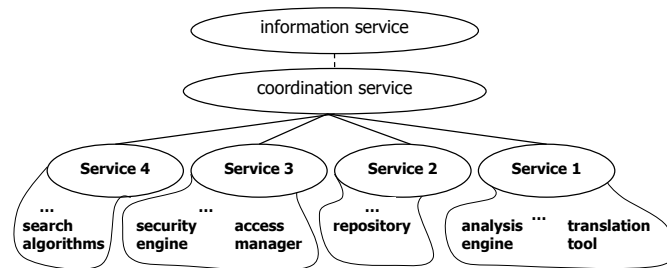 information service
coordination service
Service 4
Service 3
Service 2
Service 1
...
search
algorithms
...
security
engine
access
manager
...
repository
...
analysis
engine
translation
tool